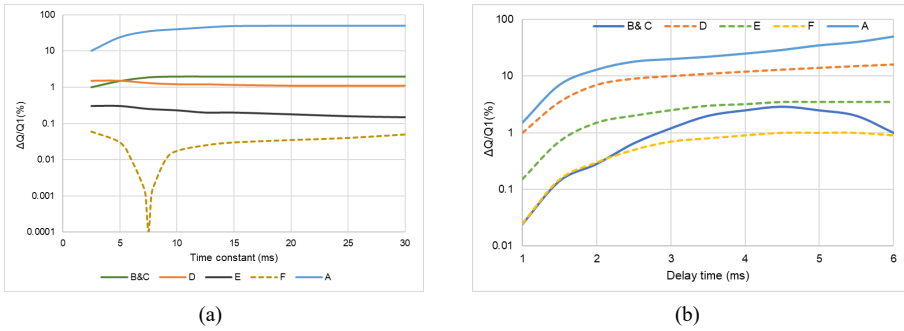 100
10
1
0.1
0.01
0.001
0.0001
ΔQ/Q1(%)
0 5 10 15 20 25 30
Time constant (ms)
B&C D E F A
(a)
B& C D E F A
100
10
1
0.1
0.01
ΔQ/Q1 (%)
1 2 3 4 5 6
Delay time (ms)
(b)